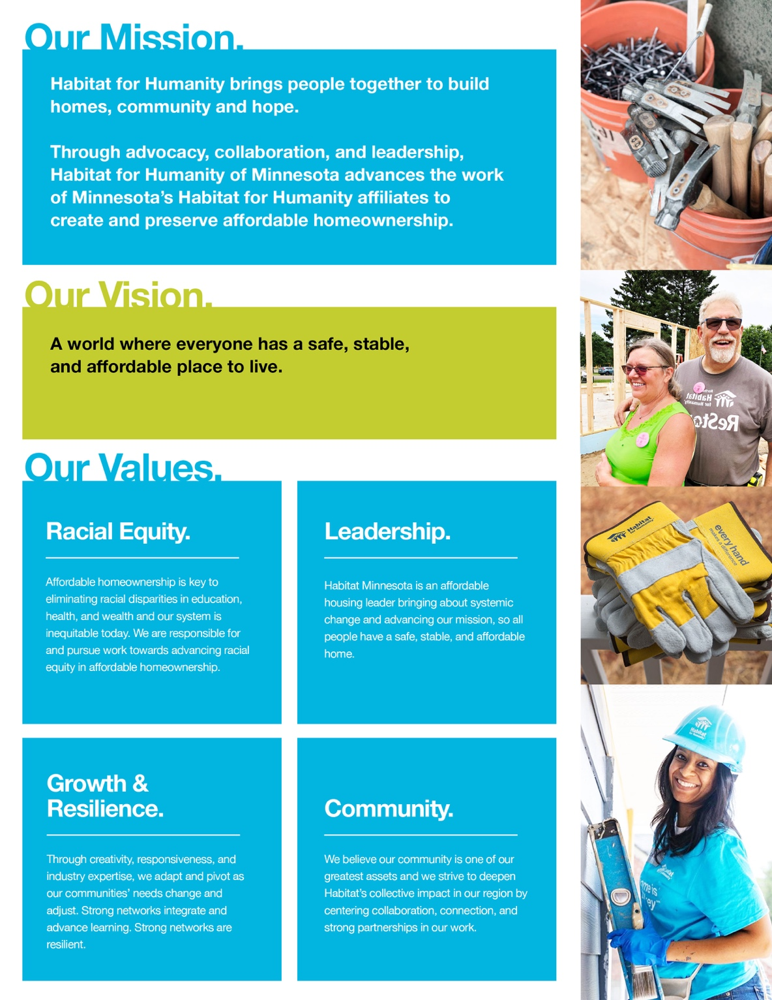 Our Mission.
Habitat for Humanity brings people together to build
homes, community and hope.
Through advocacy, collaboration, and leadership,
Habitat for Humanity of Minnesota advances the work
of Minnesota's Habitat for Humanity affiliates to
create and preserve affordable homeownership.
Our Vision.
A world where everyone has a safe, stable,
and affordable place to live.
Our Values.
Racial Equity.
Affordable homeownership is key to
eliminating racial disparities in education,
health, and wealth and our system is
inequitable today. We are responsible for
and pursue work towards advancing racial
equity in affordable homeownership.
Leadership.
Habitat Minnesota is an affordable
housing leader bringing about systemic
change and advancing our mission, so all
people have a safe, stable, and affordable
home.
Growth &
Resilience.
Through creativity, responsiveness, and
industry expertise, we adapt and pivot as
our communities' needs change and
adjust. Strong networks integrate and
advance learning. Strong networks are
resilient.
Community.
We believe our community is one of our
greatest assets and we strive to deepen
Habitat's collective impact in our region by
centering collaboration, connection, and
strong partnerships in our work.
Habitat
for Humanity
Habitat
for Humanity
every hand
makes a difference
Habitat
for Humanity
Habitat